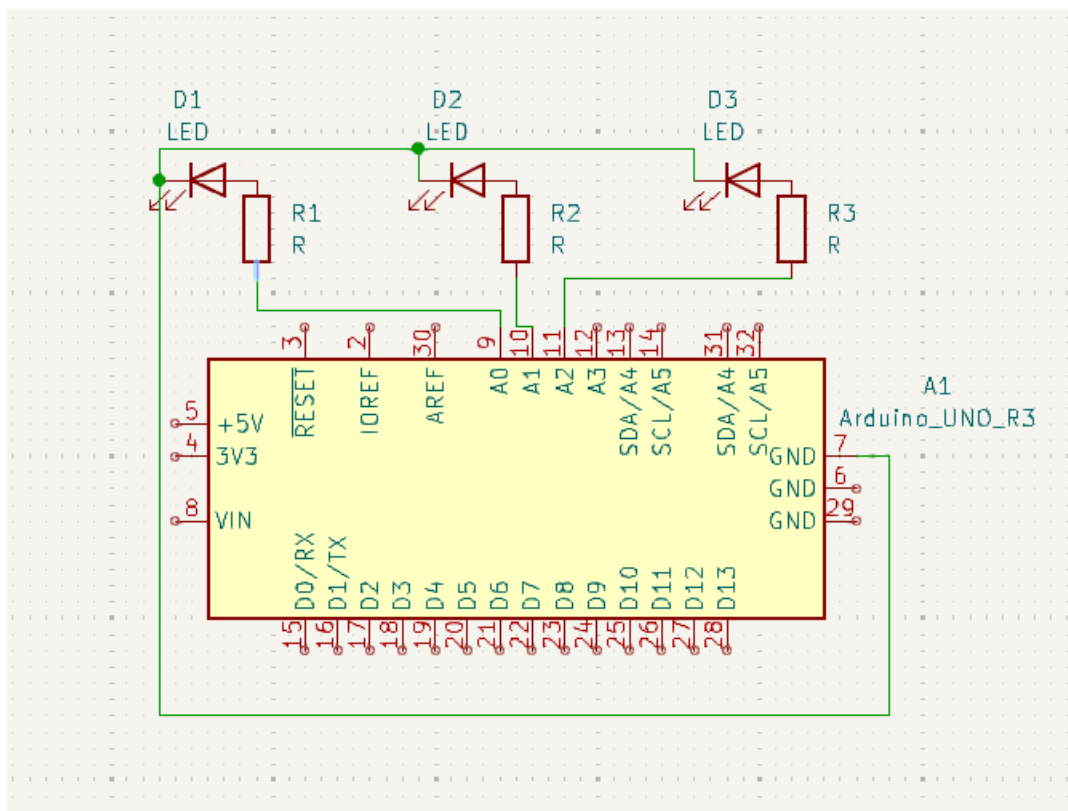 D1
LED
D2
LED
D3
LED
R1
R
R2
R
R3
R
3
2
30
9
10
11
12
13
14
31
32
RESET
IOREF
AREF
A0
A1
A2
A3
SDA/A4
SCL/A5
SDA/A4
SCL/A5
A1
Arduino_UNO_R3
5
+5V
4
3V3
8
VIN
GND
7
GND
6
GND
29
D0/RX
D1/TX
D2
D3
D4
D5
D6
D7
D8
D9
D10
D11
D12
D13
15
16
17
18
19
20
21
22
23
24
25
26
27
28